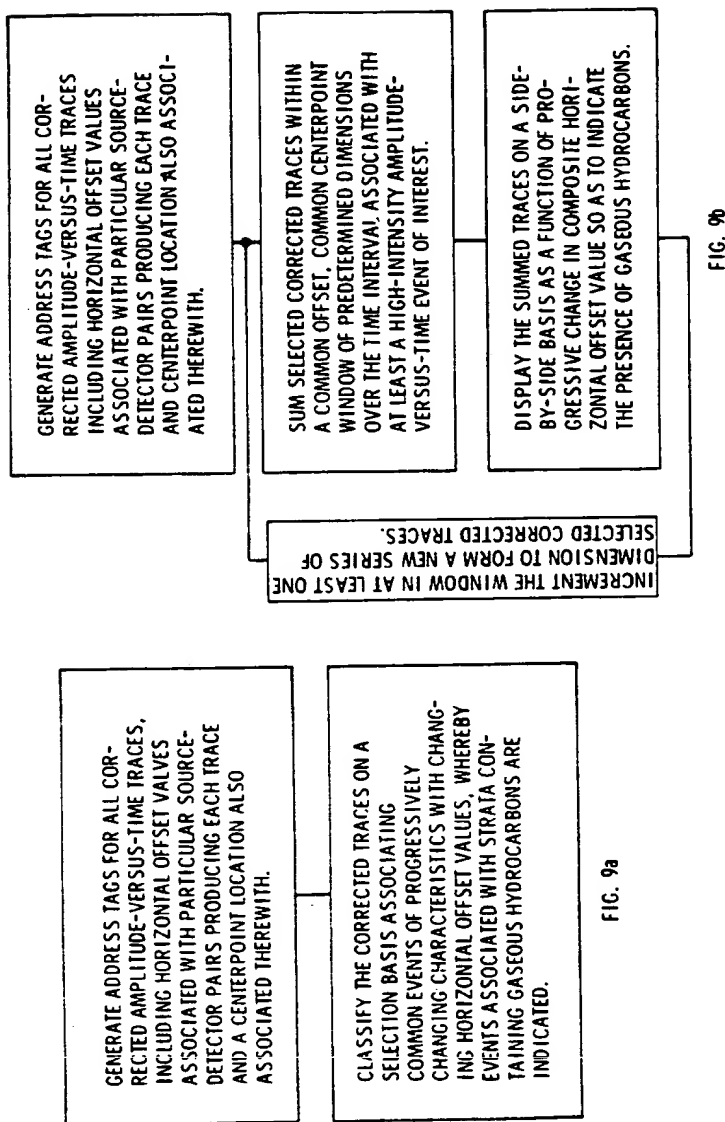 GENERATE ADDRESS TAGS FOR ALL COR-
RECTED AMPLITUDE-VERSUS-TIME TRACES,
INCLUDING HORIZONTAL OFFSET VALVES
ASSOCIATED WITH PARTICULAR SOURCE-
DETECTOR PAIRS PRODUCING EACH TRACE
AND A CENTERPOINT LOCATION ALSO
ASSOCIATED THEREWITH.
CLASSIFY THE CORRECTED TRACES ON A
SELECTION BASIS ASSOCIATING
COMMON EVENTS OF PROGRESSIVELY
CHANGING CHARACTERISTICS WITH CHANG-
ING HORIZONTAL OFFSET VALUES, WHEREBY
EVENTS ASSOCIATED WITH STRATA CON-
TAINING GASEOUS HYDROCARBONS ARE
INDICATED.
FIG. 9a
GENERATE ADDRESS TAGS FOR ALL COR-
RECTED AMPLITUDE-VERSUS-TIME TRACES
INCLUDING HORIZONTAL OFFSET VALUES
ASSOCIATED WITH PARTICULAR SOURCE-
DETECTOR PAIRS PRODUCING EACH TRACE
AND CENTERPOINT LOCATION ALSO ASSOCI-
ATED THEREWITH.
SUM SELECTED CORRECTED TRACES WITHIN
A COMMON OFFSET, COMMON CENTERPOINT
WINDOW OF PREDETERMINED DIMENSIONS
OVER THE TIME INTERVAL ASSOCIATED WITH
AT LEAST A HIGH-INTENSITY AMPLITUDE-
VERSUS-TIME EVENT OF INTEREST.
DISPLAY THE SUMMED TRACES ON A SIDE-
BY-SIDE BASIS AS A FUNCTION OF PRO-
GRESSIVE CHANGE IN COMPOSITE HORI-
ZONTAL OFFSET VALUE SO AS TO INDICATE
THE PRESENCE OF GASEOUS HYDROCARBONS.
INCREMENT THE WINDOW IN AT LEAST ONE
DIMENSION TO FORM A NEW SERIES OF
SELECTED CORRECTED TRACES.
FIG. 9b